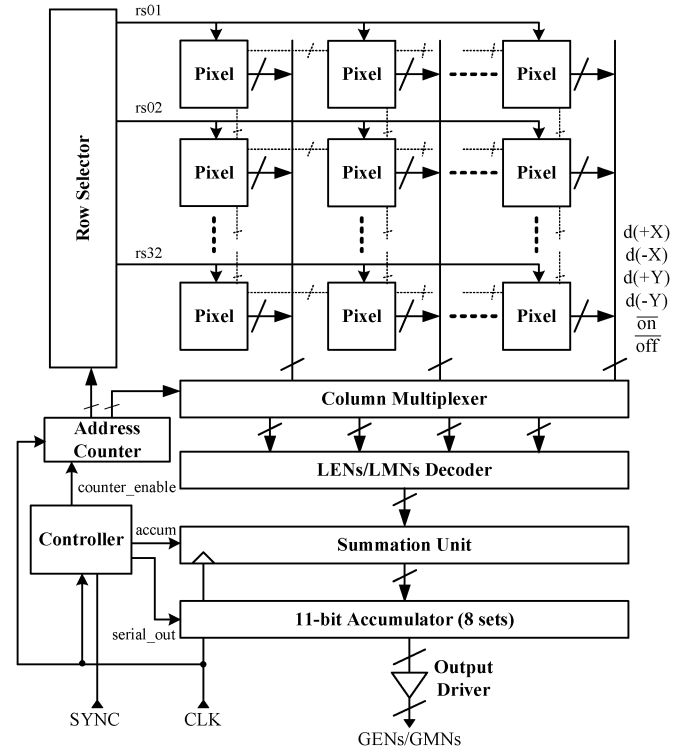 rs01
Pixel Pixel Pixel
rs02
Pixel Pixel Pixel
Row Selector
d(+X)
d(-X)
d(+Y)
d(-Y)
on
off
rs32
Pixel Pixel Pixel
Column Multiplexer
Address
Counter
LENs/LMNs Decoder
counter_enable
Controller
accum
Summation Unit
11-bit Accumulator (8 sets)
serial_out
Output
Driver
SYNC
CLK
GENs/GMNs